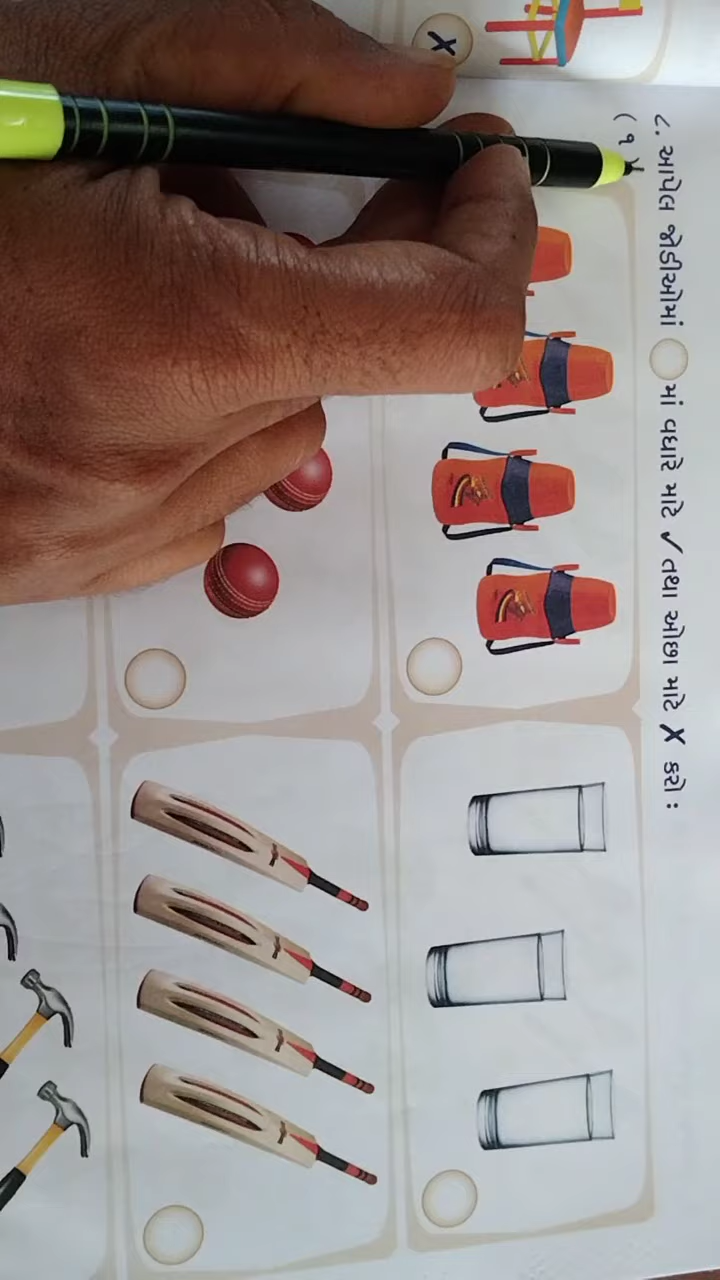 ૮. આપેલ જોડીઓમાં ◯ માં વધારે માટે ✓ તથા ઓછા માટે ✗ કરો :
(૧)
✗